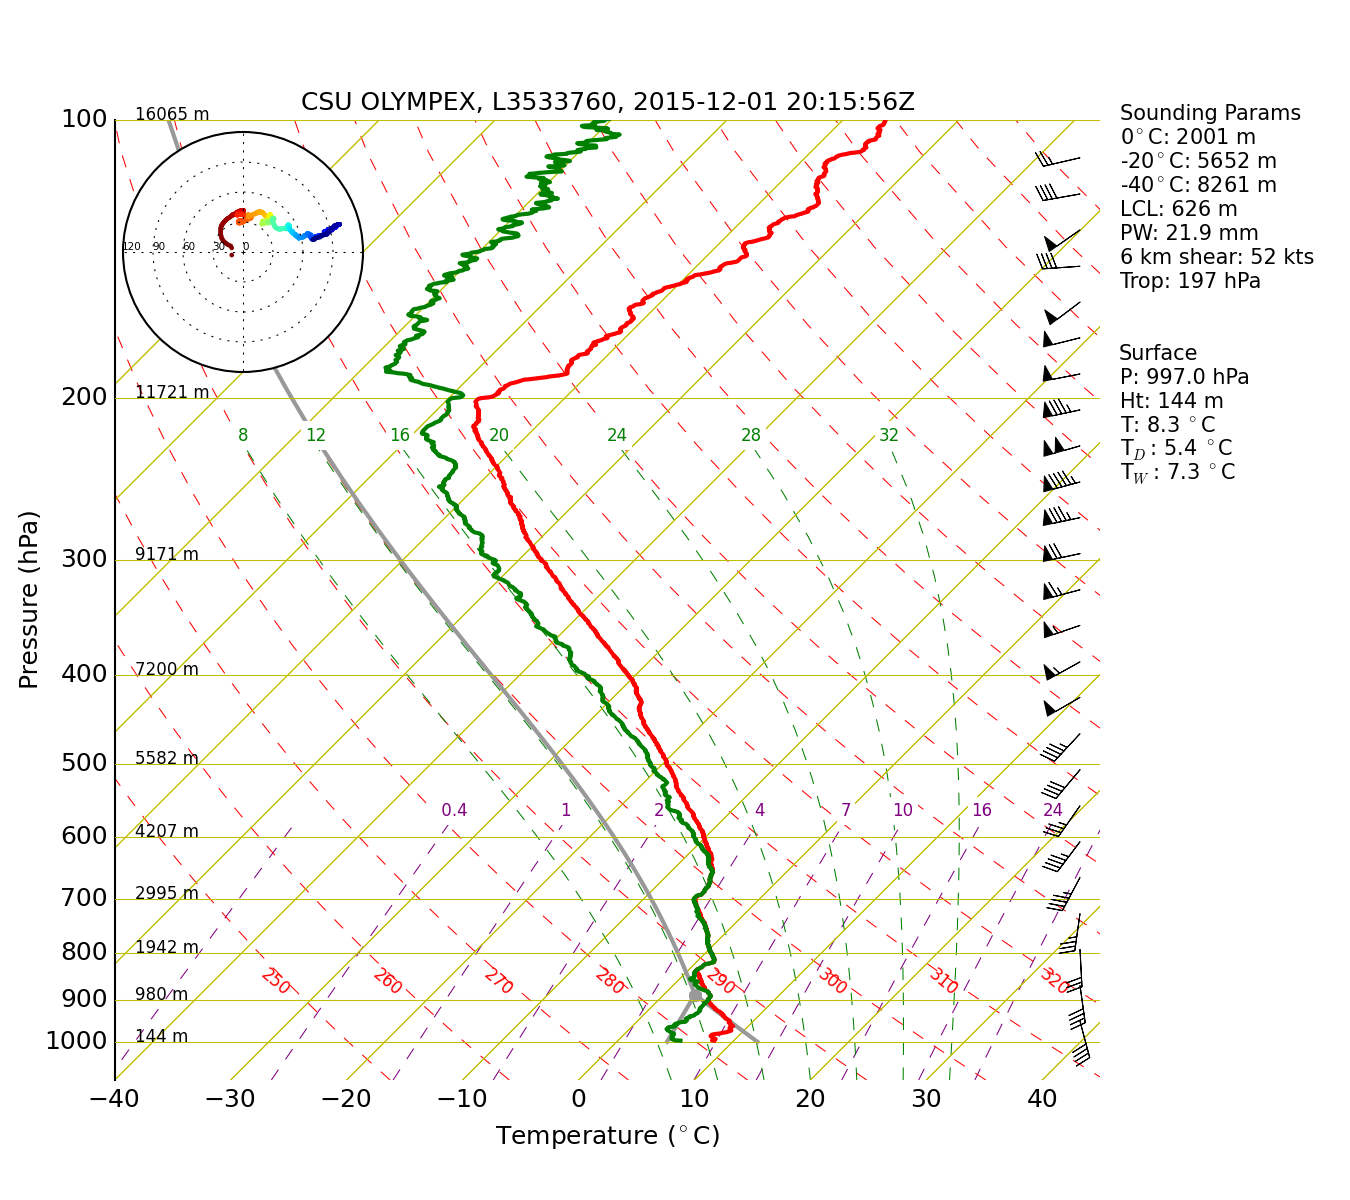 CSU OLYMPEX, L3533760, 2015-12-01 20:15:56Z
Sounding Params
0°C: 2001 m
-20°C: 5652 m
-40°C: 8261 m
LCL: 626 m
PW: 21.9 mm
6 km shear: 52 kts
Trop: 197 hPa
Surface
P: 997.0 hPa
Ht: 144 m
T: 8.3 °C
T_D : 5.4 °C
T_W : 7.3 °C
Pressure (hPa)
100 16065 m
120 90 60 30 0
200 11721 m
8 12 16 20 24 28 32
300 9171 m
400 7200 m
500 5582 m
0.4 1 2 4 7 10 16 24
600 4207 m
700 2995 m
800 1942 m
250 260 270 280 290 300 310 320
900 980 m
1000 144 m
−40 −30 −20 −10 0 10 20 30 40
Temperature (°C)